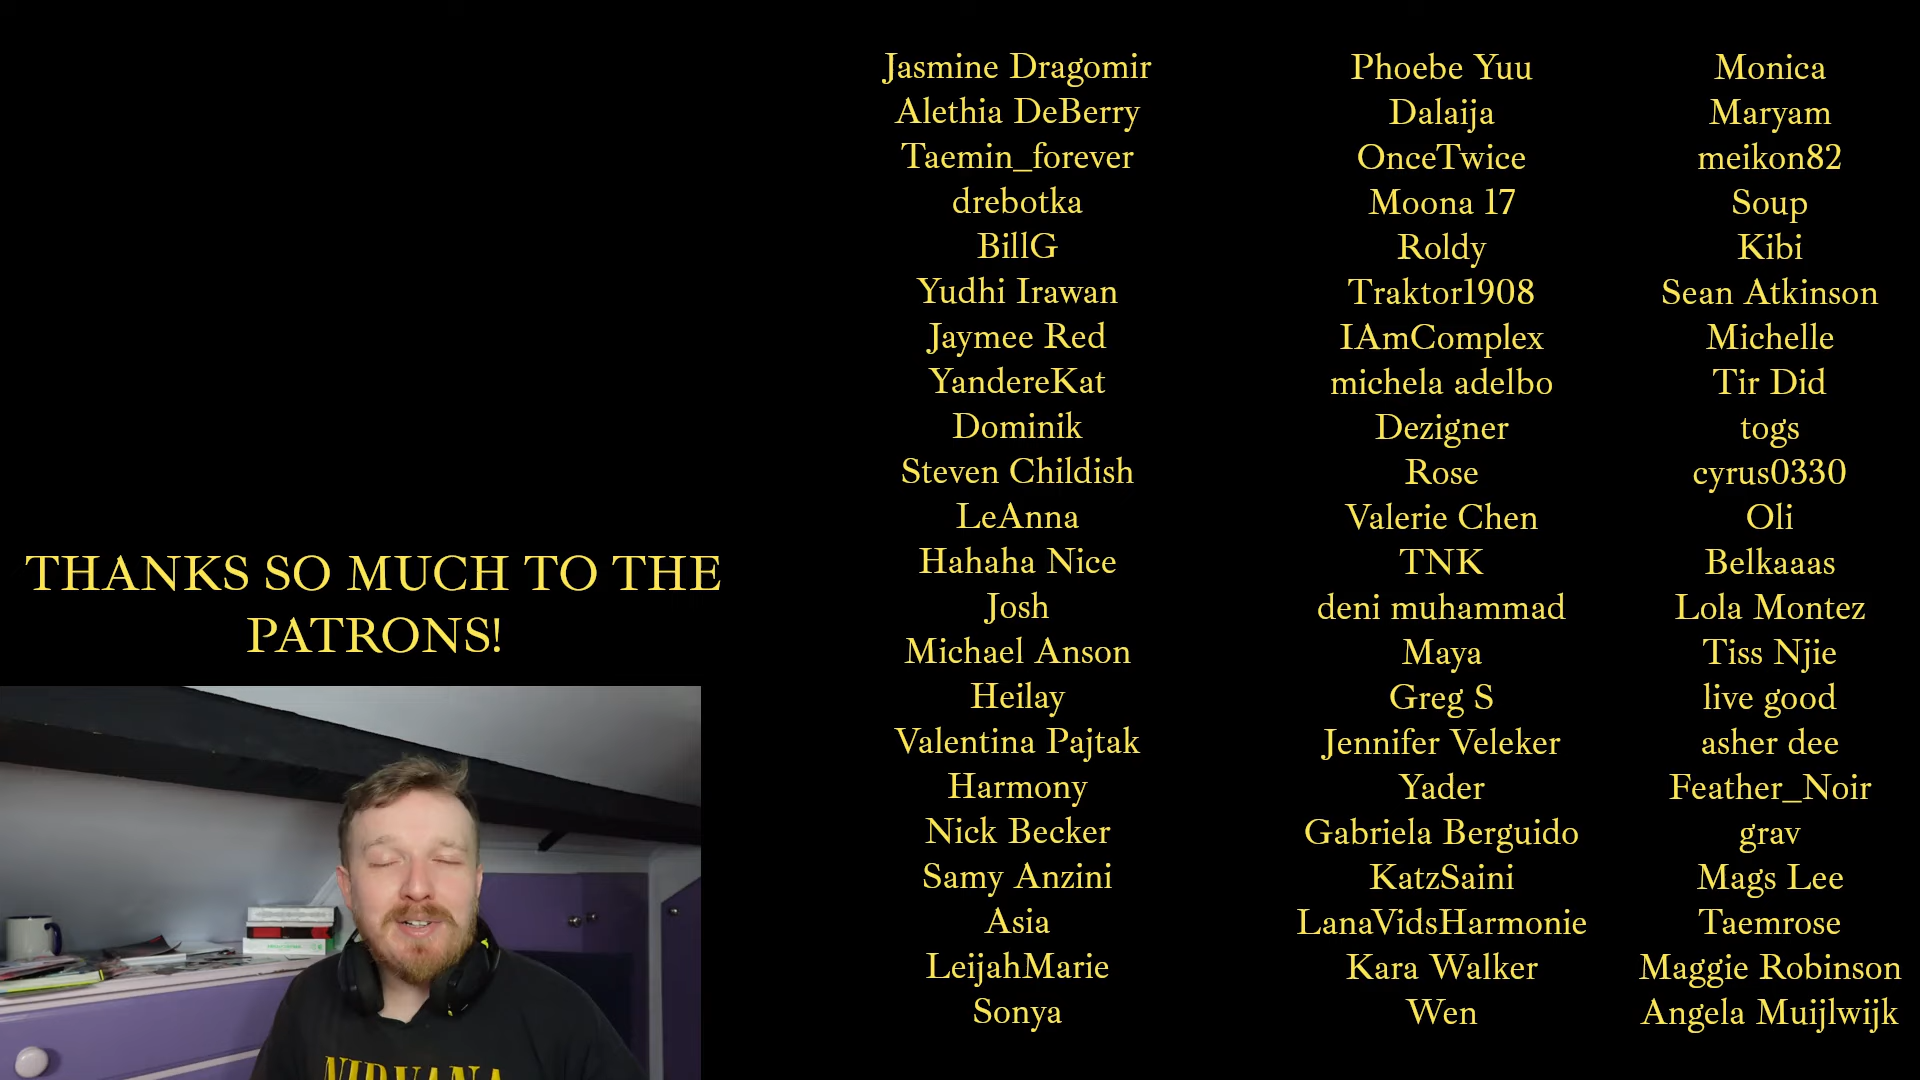 THANKS SO MUCH TO THE
PATRONS!
Jasmine Dragomir
Alethia DeBerry
Taemin_forever
drebotka
BillG
Yudhi Irawan
Jaymee Red
YandereKat
Dominik
Steven Childish
LeAnna
Hahaha Nice
Josh
Michael Anson
Heilay
Valentina Pajtak
Harmony
Nick Becker
Samy Anzini
Asia
LeijahMarie
Sonya
Phoebe Yuu
Dalaija
OnceTwice
Moona 17
Roldy
Traktor1908
IAmComplex
michela adelbo
Dezigner
Rose
Valerie Chen
TNK
deni muhammad
Maya
Greg S
Jennifer Veleker
Yader
Gabriela Berguido
KatzSaini
LanaVidsHarmonie
Kara Walker
Wen
Monica
Maryam
meikon82
Soup
Kibi
Sean Atkinson
Michelle
Tir Did
togs
cyrus0330
Oli
Belkaaas
Lola Montez
Tiss Njie
live good
asher dee
Feather_Noir
grav
Mags Lee
Taemrose
Maggie Robinson
Angela Muijlwijk
NIRVANA